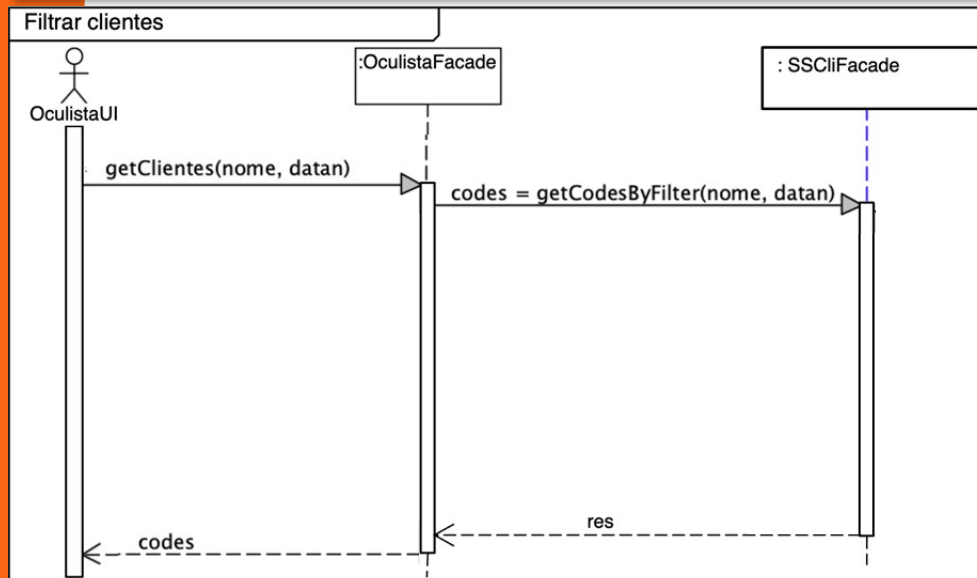 Filtrar clientes
:OculistaFacade
: SSCliFacade
OculistaUI
getClientes(nome, datan)
codes = getCodesByFilter(nome, datan)
res
codes